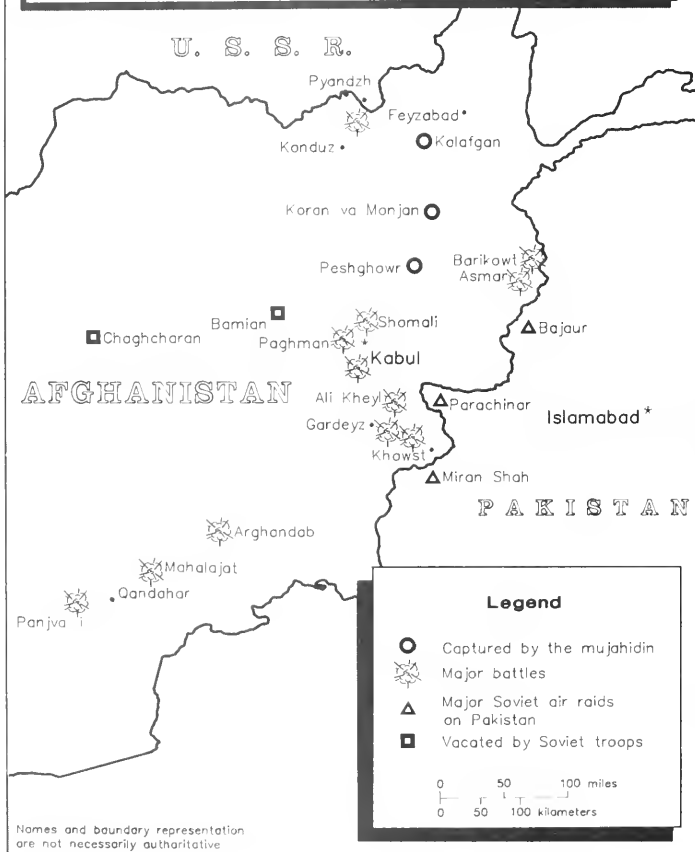 U. S. S. R.
Pyandzh
Feyzabad
Konduz
Kalafgan
Koran va Monjan
Peshghowr
Barikowt
Asmar
Bamian
Shomali
Bajaur
Chaghcharan
Paghman
Kabul
AFGHANISTAN
Ali Kheyl
Parachinar
Islamabad
Gardeyz
Khowst
Miran Shah
PAKISTAN
Arghandab
Mahalajat
Qandahar
Panjva i
Legend
Captured by the mujahidin
Major battles
Major Soviet air raids
on Pakistan
Vacated by Soviet troops
0 50 100 miles
0 50 100 kilometers
Names and boundary representation
are not necessarily authoritative